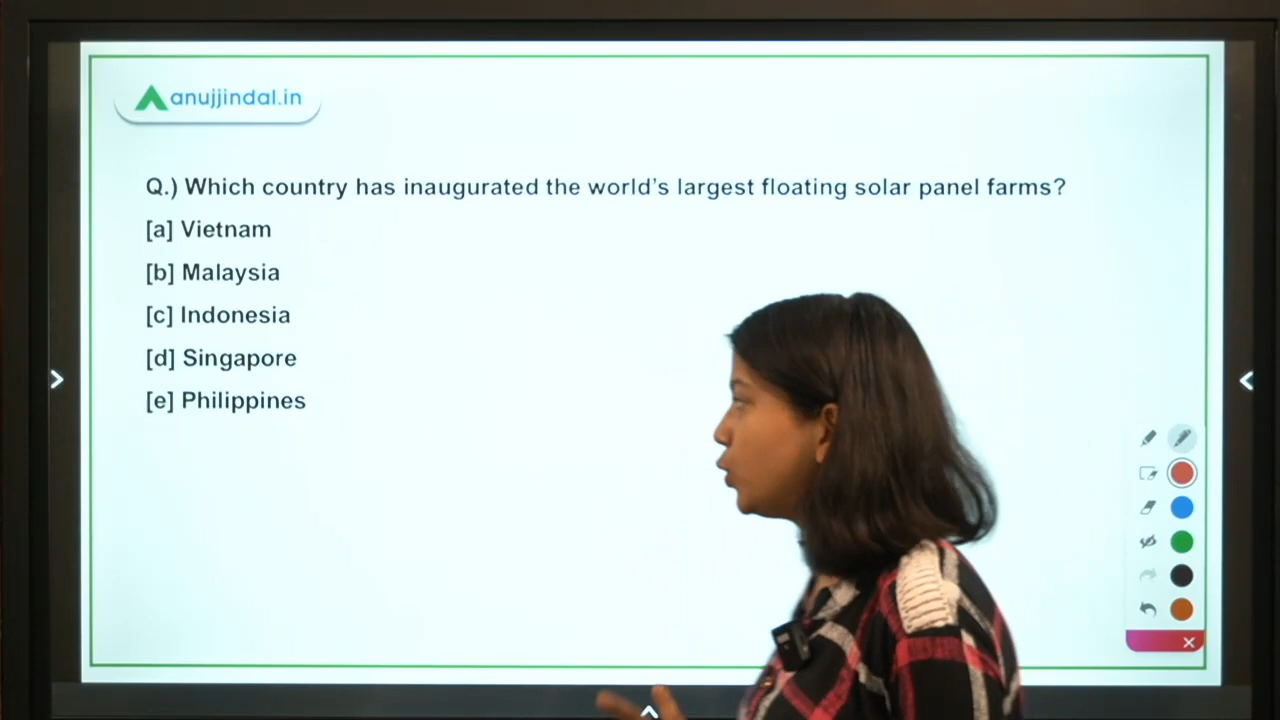 anujjindal.in
Q.) Which country has inaugurated the world's largest floating solar panel farms?
[a] Vietnam
[b] Malaysia
[c] Indonesia
[d] Singapore
[e] Philippines